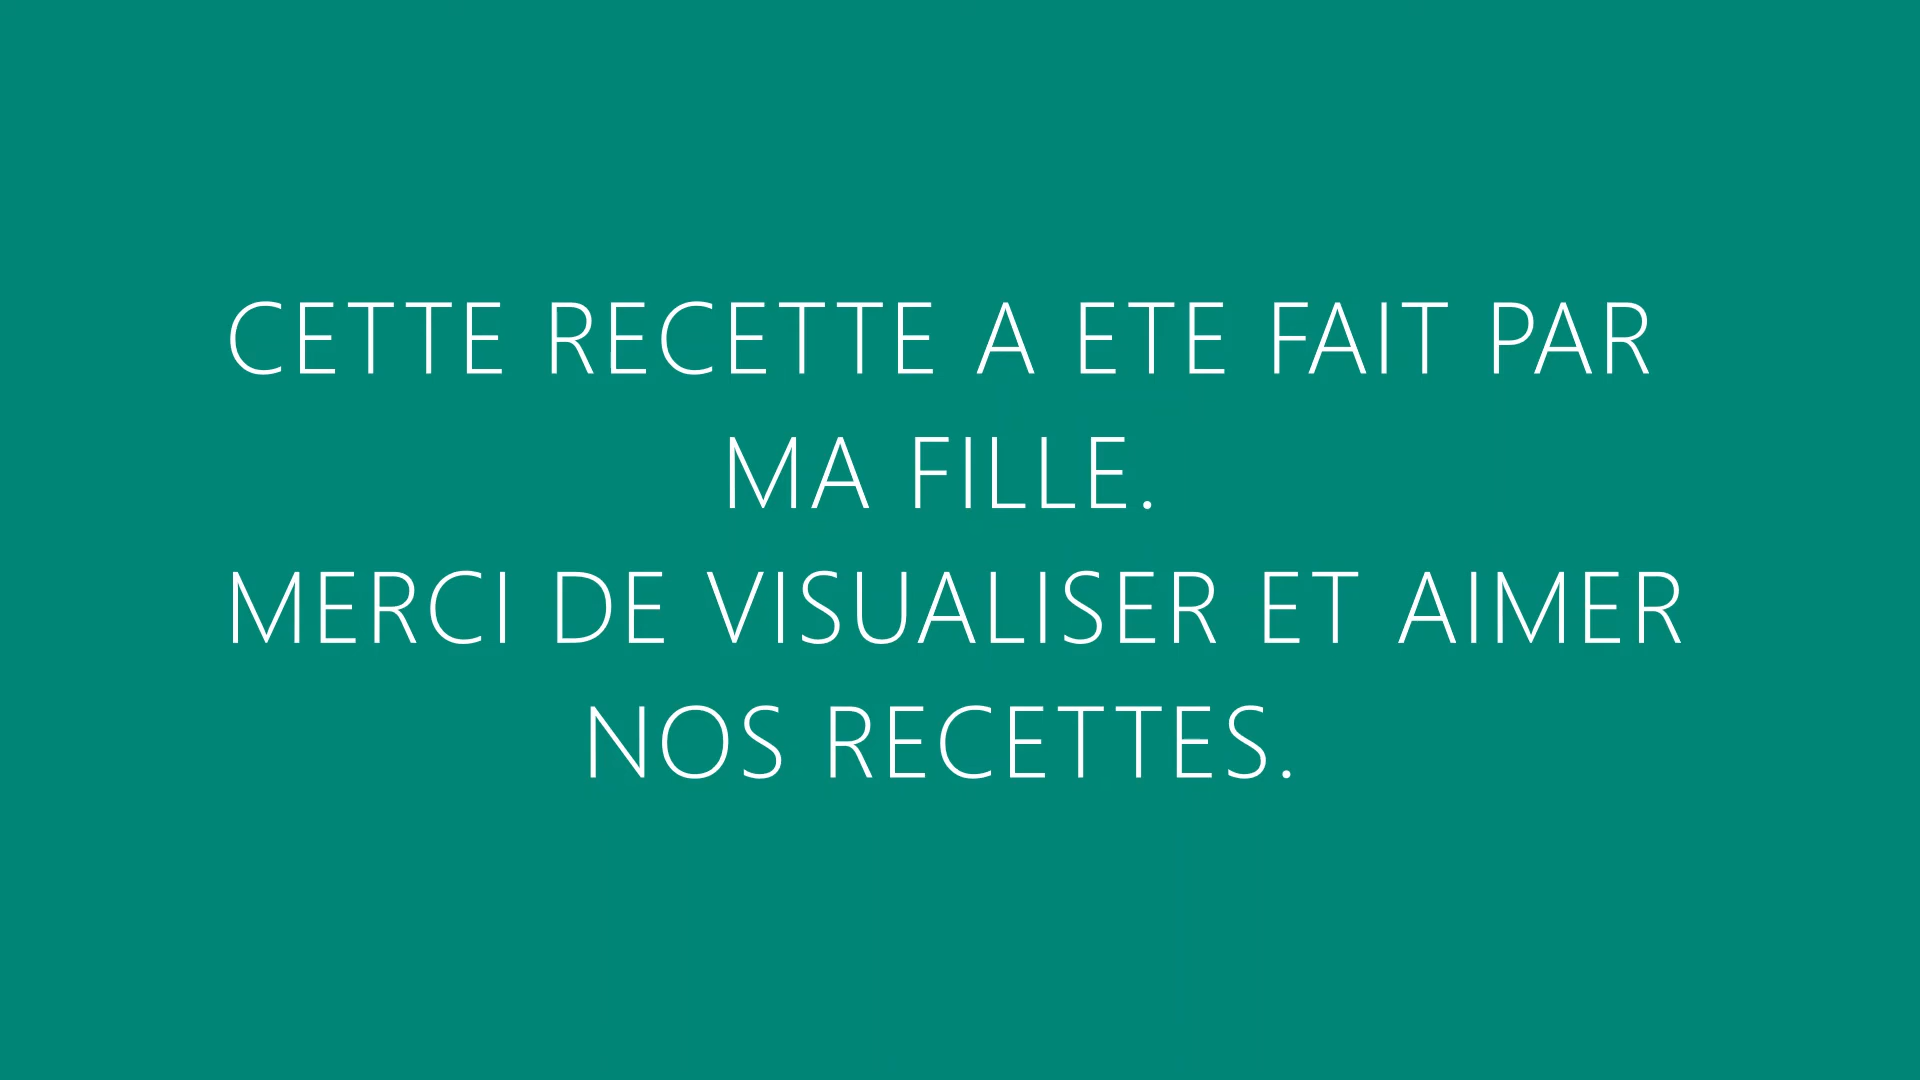 CETTE RECETTE A ETE FAIT PAR
MA FILLE.
MERCI DE VISUALISER ET AIMER
NOS RECETTES.